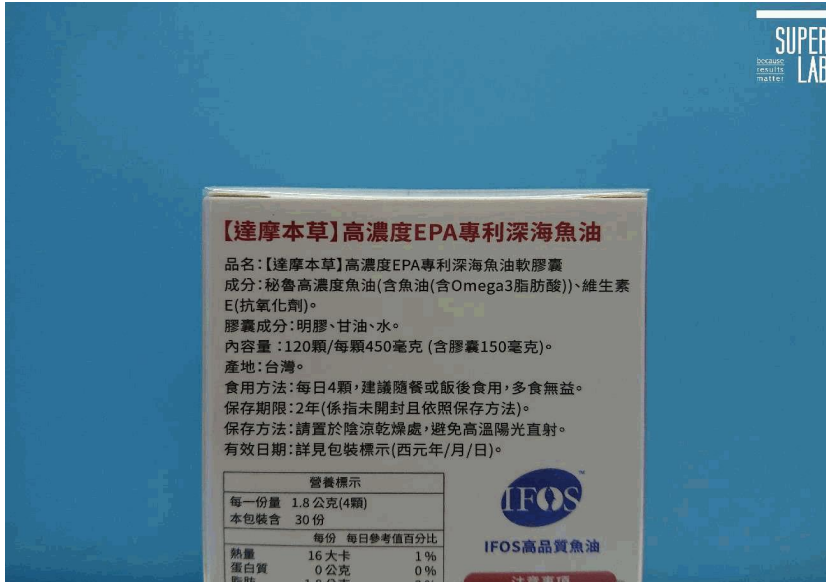 SUPER
because
results
matter
LAB
【達摩本草】高濃度EPA專利深海魚油
品名:【達摩本草】高濃度EPA專利深海魚油軟膠囊
成分:秘魯高濃度魚油(含魚油(含Omega3脂肪酸))、維生素
E(抗氧化劑)。
膠囊成分:明膠、甘油、水。
內容量:120顆/每顆450毫克(含膠囊150毫克)。
產地:台灣。
食用方法:每日4顆,建議隨餐或飯後食用,多食無益。
保存期限:2年(係指未開封且依照保存方法)。
保存方法:請置於陰涼乾燥處,避免高溫陽光直射。
有效日期:詳見包裝標示(西元年/月/日)。
營養標示
每一份量 1.8公克(4顆)
本包裝含 30份
每份 每日參考值百分比
熱量 16大卡 1%
蛋白質 0公克 0%
IFOS
™
IFOS高品質魚油
注意事項